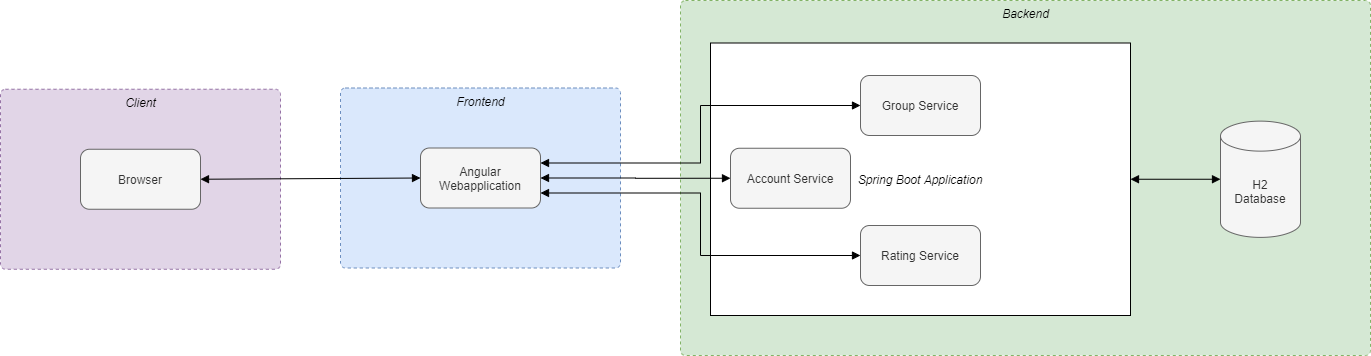 Backend
Client
Frontend
Group Service
Browser
Angular
Webapplication
Account Service
Spring Boot Application
H2
Database
Rating Service